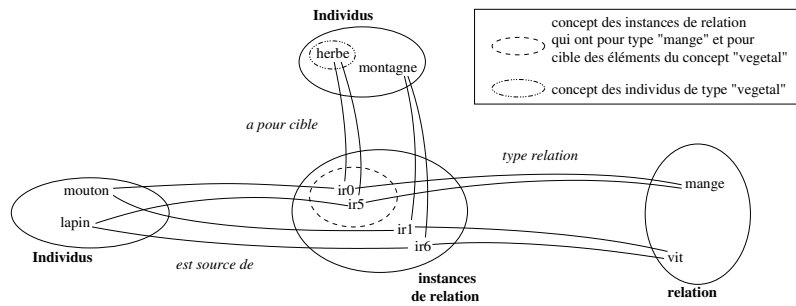 Individus
herbe
montagne
concept des instances de relation
qui ont pour type "mange" et pour
cible des éléments du concept "vegetal"
concept des individus de type "vegetal"
a pour cible
type relation
mouton
lapin
Individus
est source de
ir0
ir5
ir1
ir6
instances
de relation
mange
vit
relation